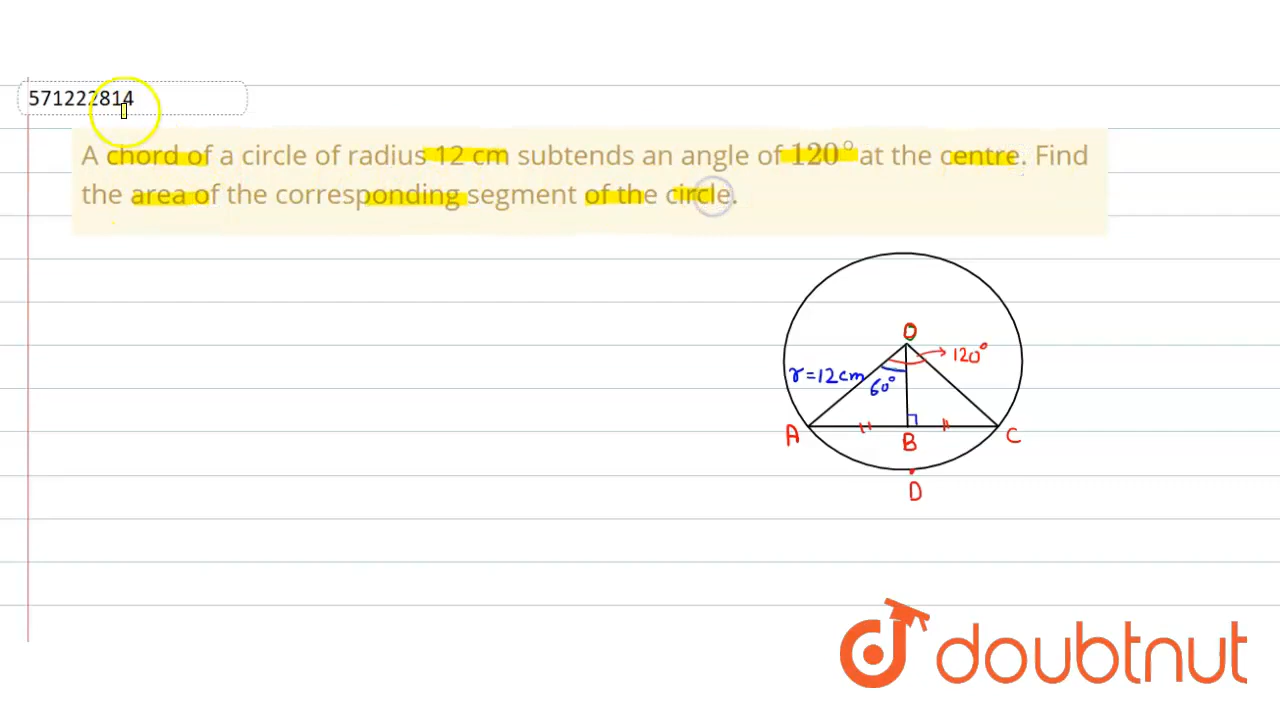 571222814
A chord of a circle of radius 12 cm subtends an angle of 120° at the centre. Find
the area of the corresponding segment of the circle.
O
120°
r=12cm
60°
A
B
C
D
doubtnut